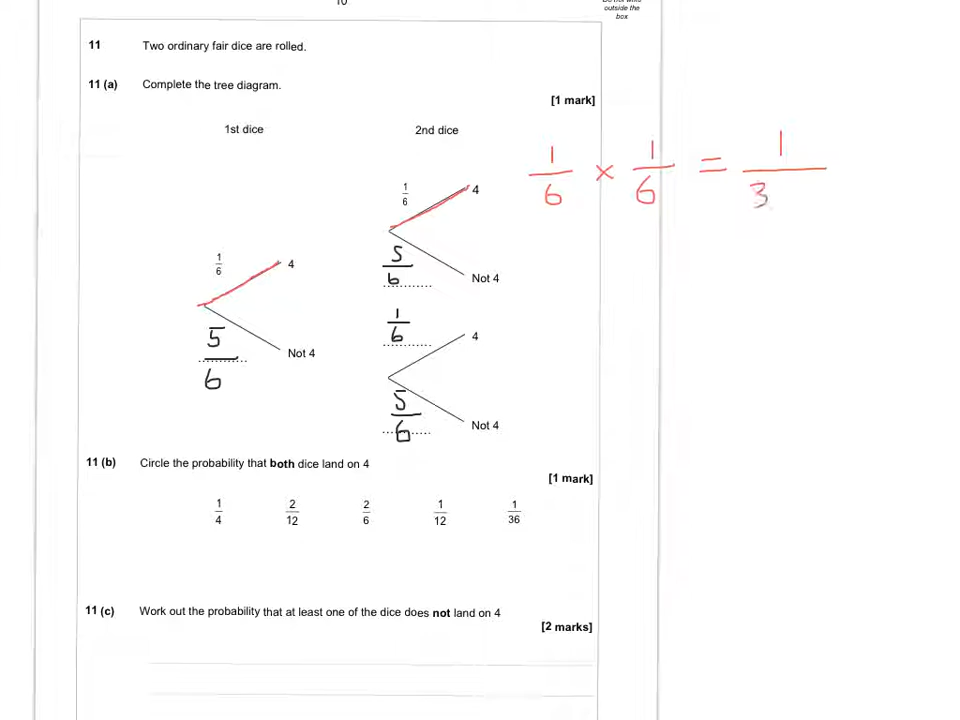 outside the
box
11 Two ordinary fair dice are rolled.
11 (a) Complete the tree diagram.
[1 mark]
1st dice 2nd dice
1/6 × 1/6 = 1/3
1/6 4
5/6 Not 4
1/6 4
5/6 Not 4
1/6 4
5/6 Not 4
11 (b) Circle the probability that both dice land on 4
[1 mark]
1/4 2/12 2/6 1/12 1/36
11 (c) Work out the probability that at least one of the dice does not land on 4
[2 marks]